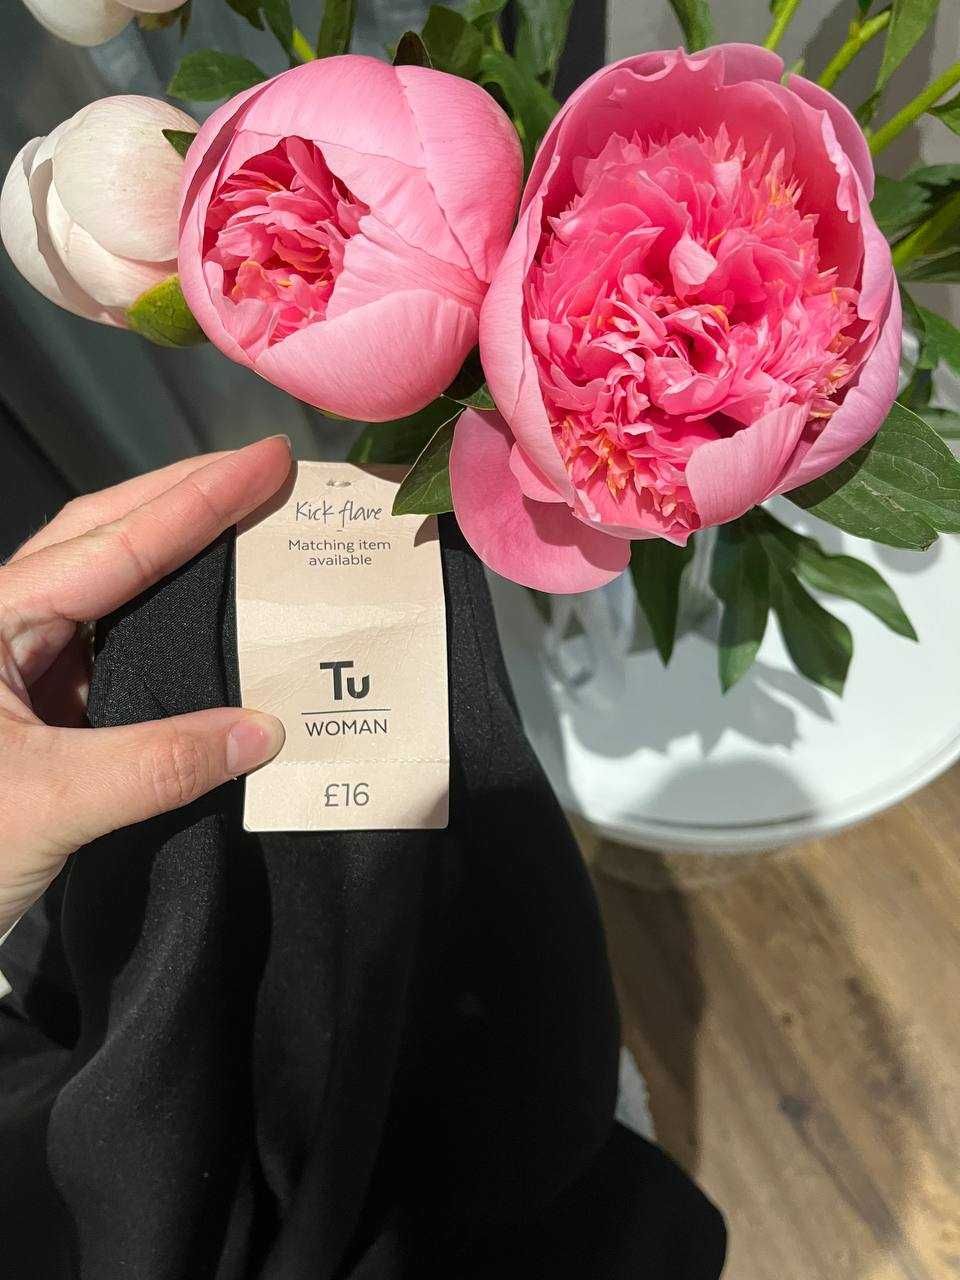 Kick flare
Matching item
available
Tu
WOMAN
£16